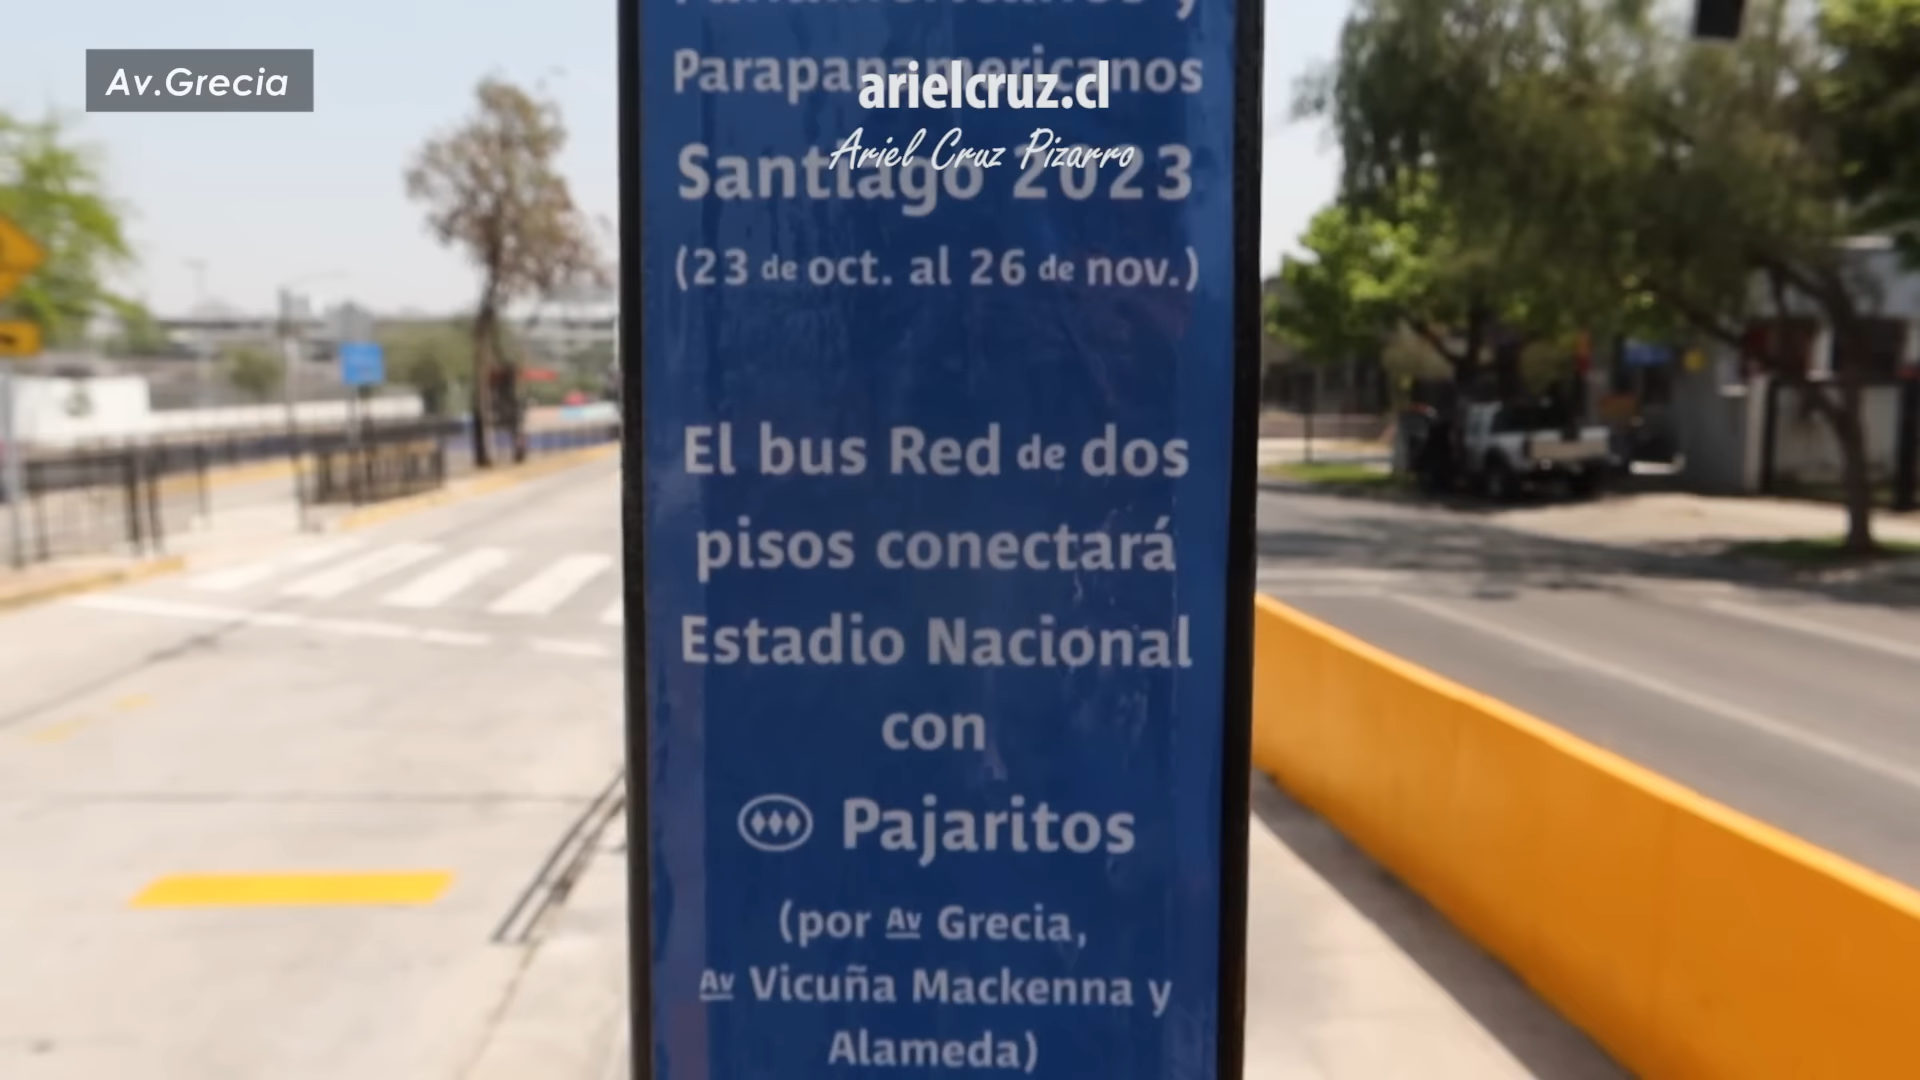 Av.Grecia
Panamericanos y
Parapanamericanos
arielcruz.cl
Ariel Cruz Pizarro
Santiago 2023
(23 de oct. al 26 de nov.)
El bus Red de dos
pisos conectará
Estadio Nacional
con
Pajaritos
(por Av Grecia,
Av Vicuña Mackenna y
Alameda)